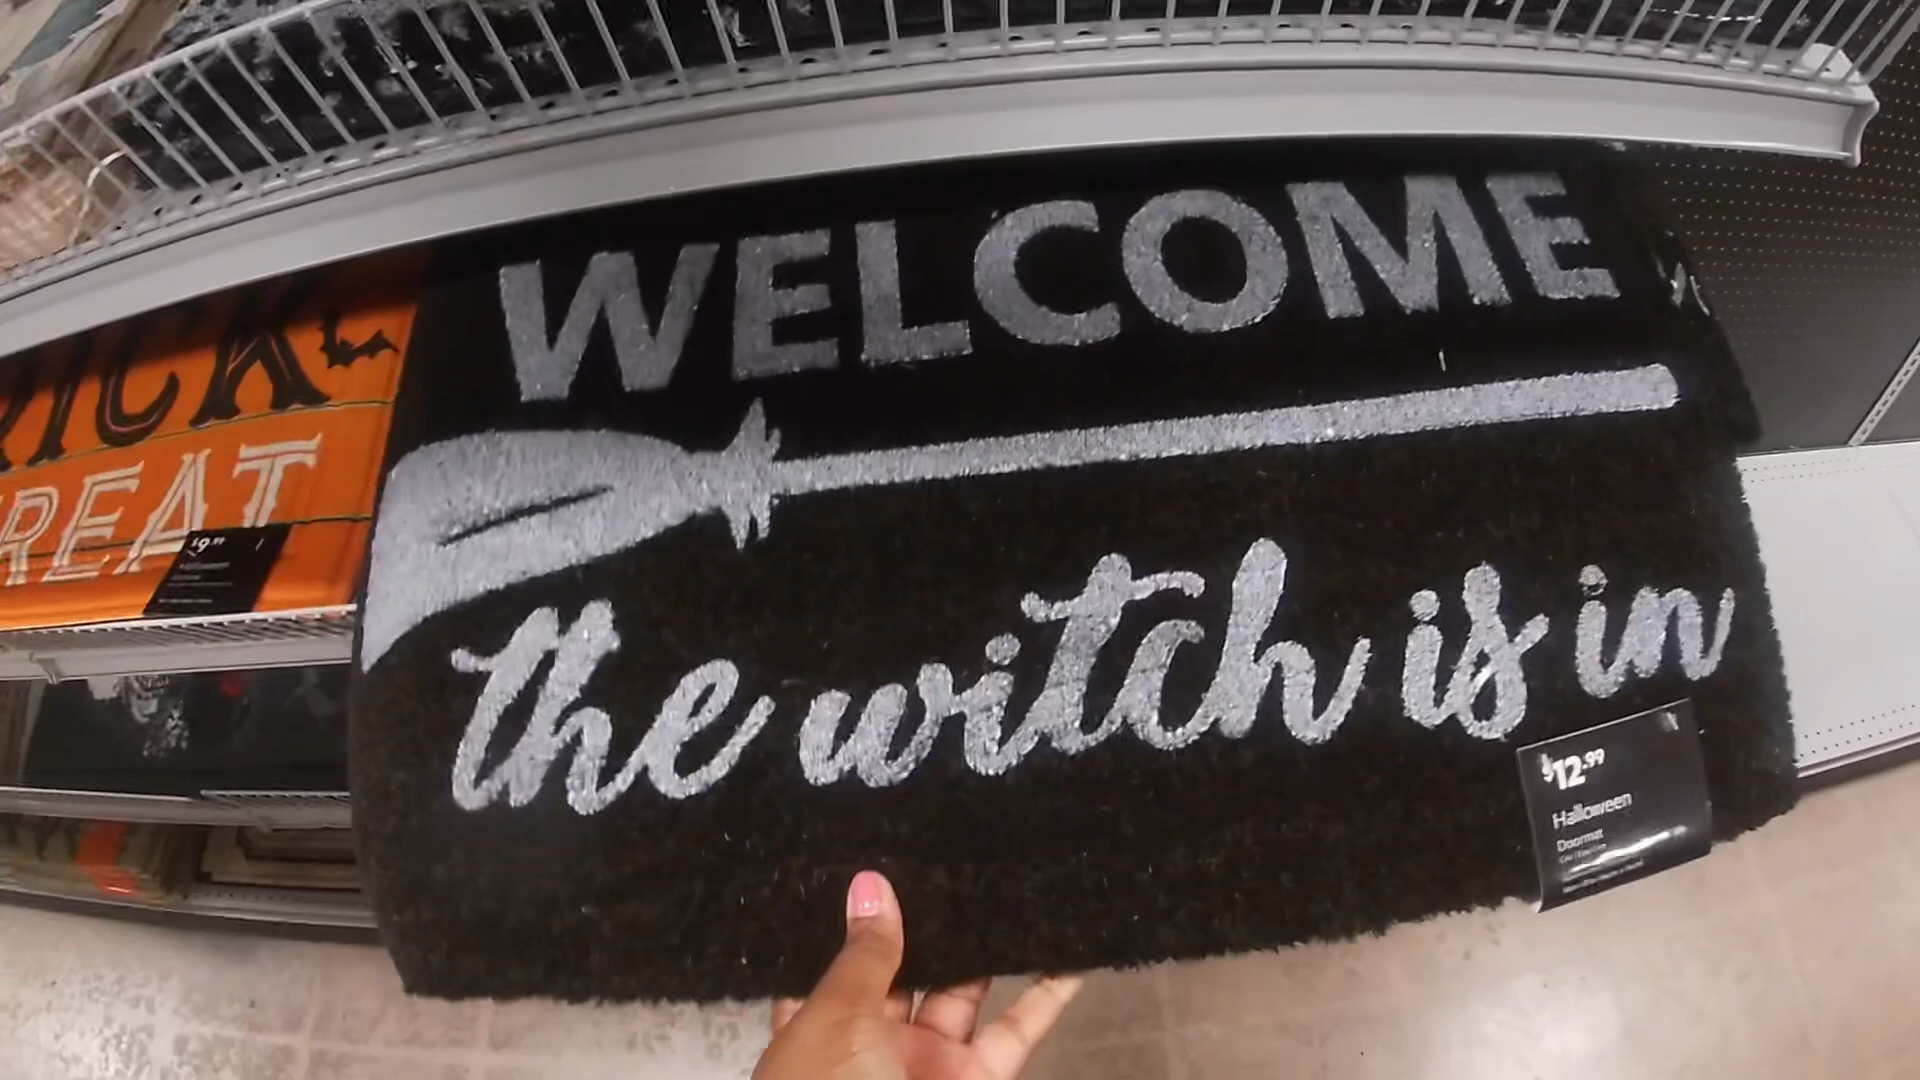 WELCOME
the witch is in
$12.99
Halloween
Doormat
REAT
$9.99